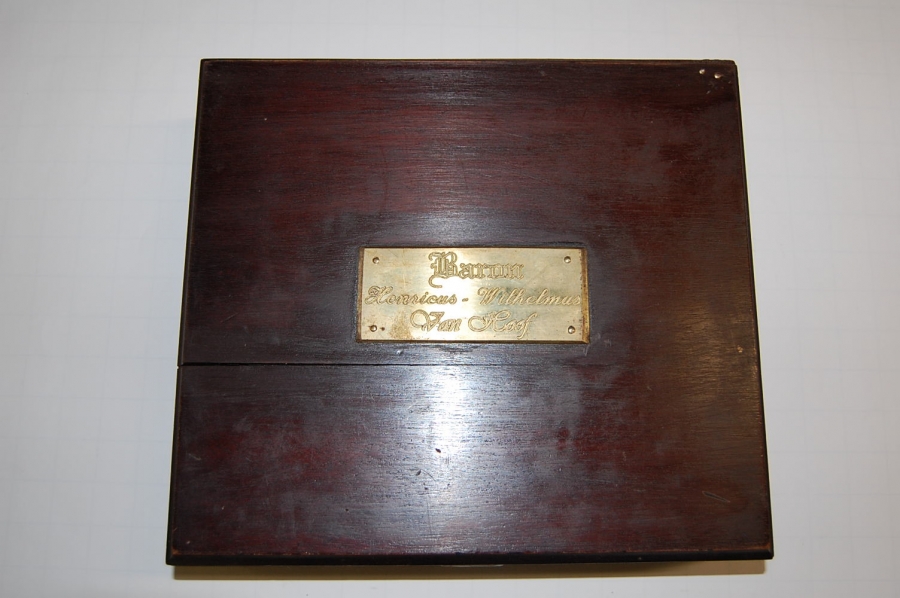 Baron
Henricus - Wilhelmus
Van Hoof